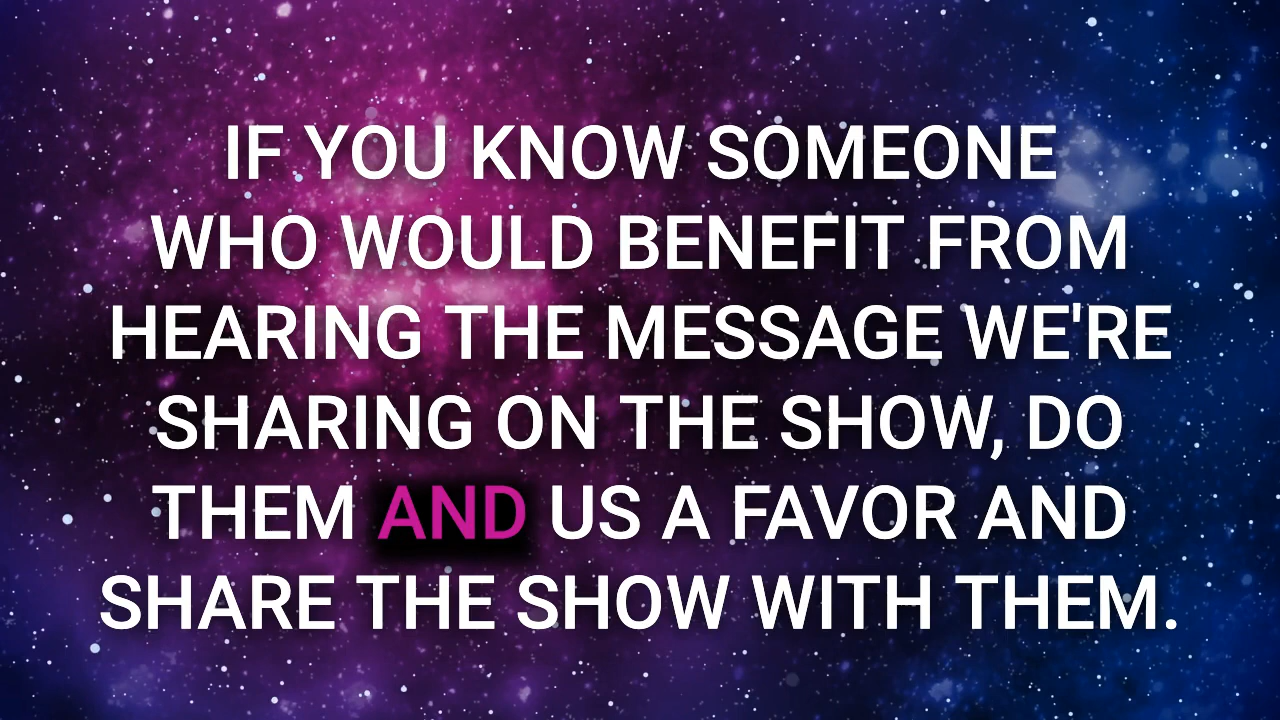 IF YOU KNOW SOMEONE
WHO WOULD BENEFIT FROM
HEARING THE MESSAGE WE'RE
SHARING ON THE SHOW, DO
THEM AND US A FAVOR AND
SHARE THE SHOW WITH THEM.